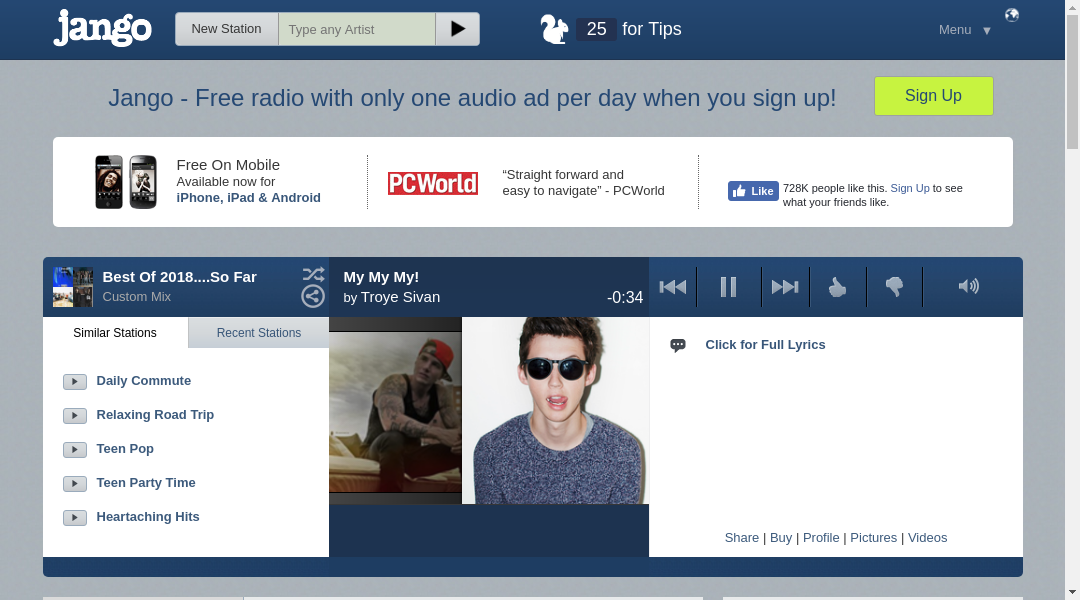 jango
New Station
Type any Artist
25 for Tips
Menu ▼
Jango - Free radio with only one audio ad per day when you sign up!
Sign Up
Free On Mobile
Available now for
iPhone, iPad & Android
PCWorld
“Straight forward and
easy to navigate” - PCWorld
Like
728K people like this. Sign Up to see
what your friends like.
Best Of 2018....So Far
Custom Mix
My My My!
by Troye Sivan
-0:34
Similar Stations
Recent Stations
Daily Commute
Relaxing Road Trip
Teen Pop
Teen Party Time
Heartaching Hits
Click for Full Lyrics
Share | Buy | Profile | Pictures | Videos